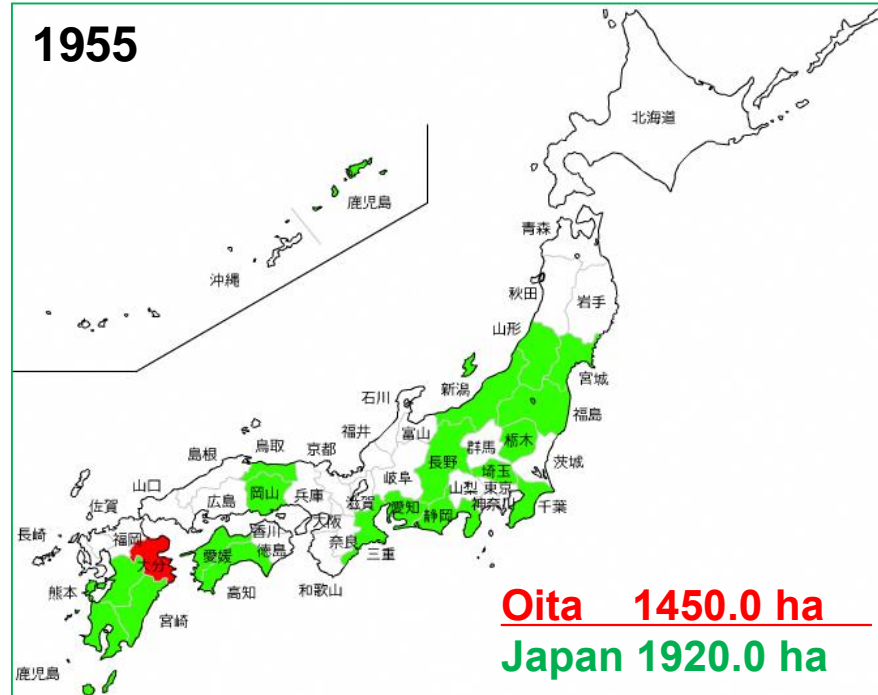 1955
北海道
鹿児島
青森
沖縄
秋田
岩手
山形
宮城
新潟
石川
福島
富山
群馬
栃木
福井
茨城
鳥取
京都
島根
長野
埼玉
岐阜
山梨
東京
山口
広島
岡山
兵庫
滋賀
愛知
静岡
神奈川
千葉
佐賀
大阪
長崎
福岡
香川
奈良
三重
愛媛
徳島
大分
熊本
高知
和歌山
宮崎
鹿児島
Oita 1450.0 ha
Japan 1920.0 ha